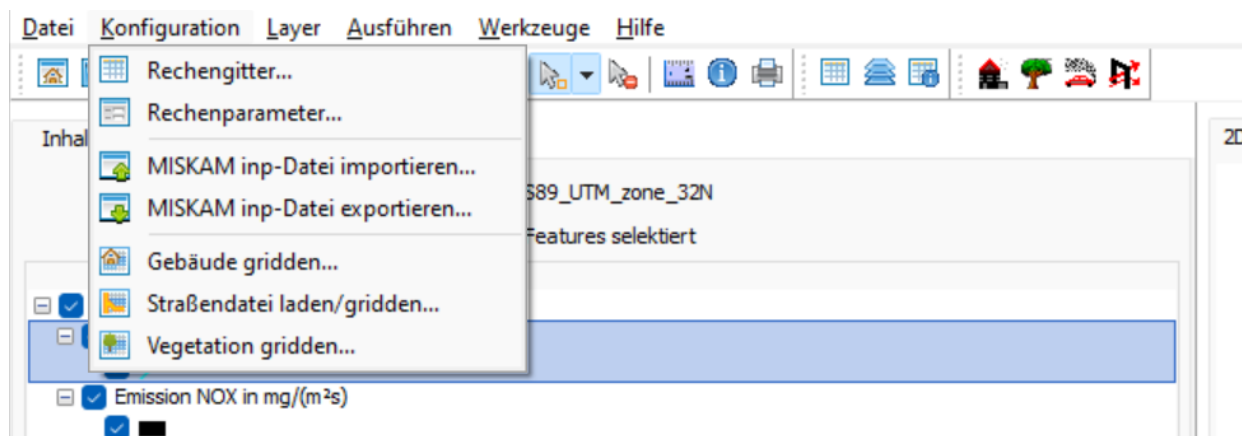 Datei Konfiguration Layer Ausführen Werkzeuge Hilfe
Rechengitter...
Rechenparameter...
2D
MISKAM inp-Datei importieren...
S89_UTM_zone_32N
MISKAM inp-Datei exportieren...
Features selektiert
Gebäude gridden...
Straßendatei laden/gridden...
Vegetation gridden...
Emission NOX in mg/(m²s)